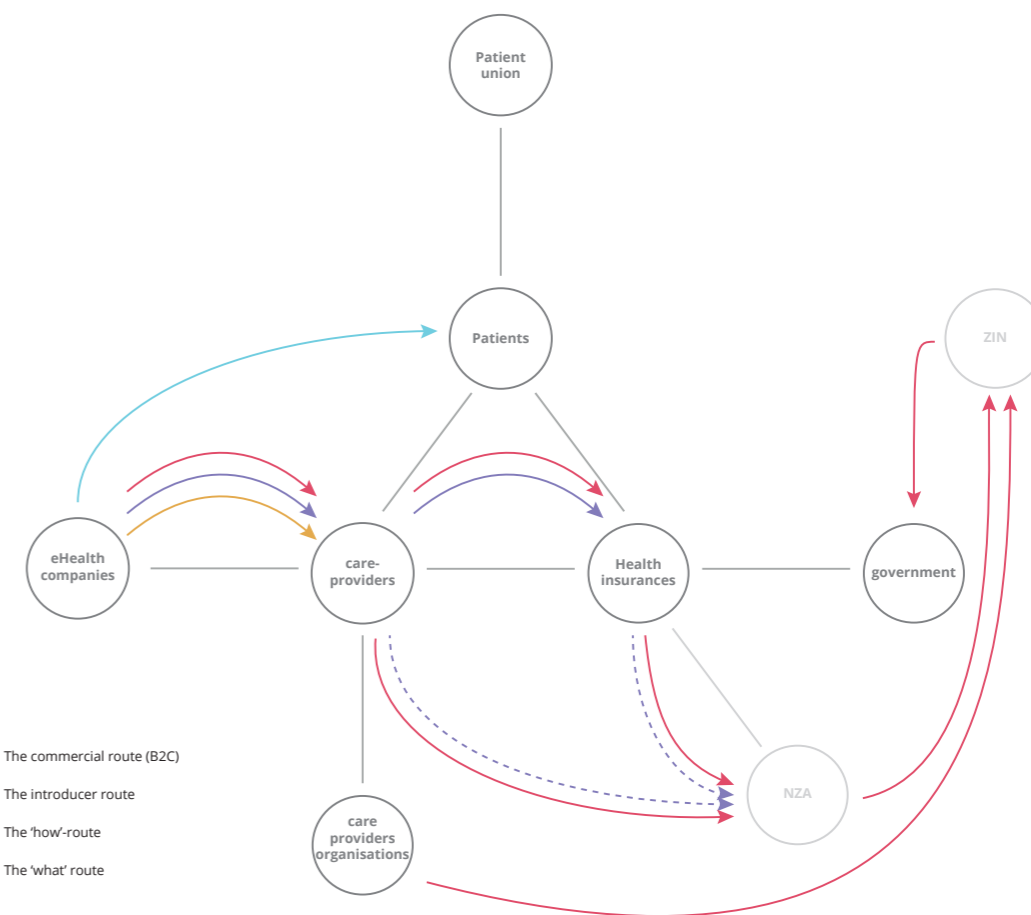 Patient
union
Patients
ZIN
eHealth
companies
care-
providers
Health
insurances
government
The commercial route (B2C)
The introducer route
The ‘how’-route
The ‘what’ route
NZA
care
providers
organisations